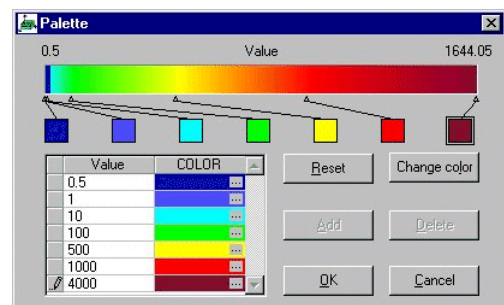 Palette
0.5 Value 1644.05
Value COLOR
0.5
1
10
100
500
1000
4000
Reset
Change color
Add
Delete
OK
Cancel